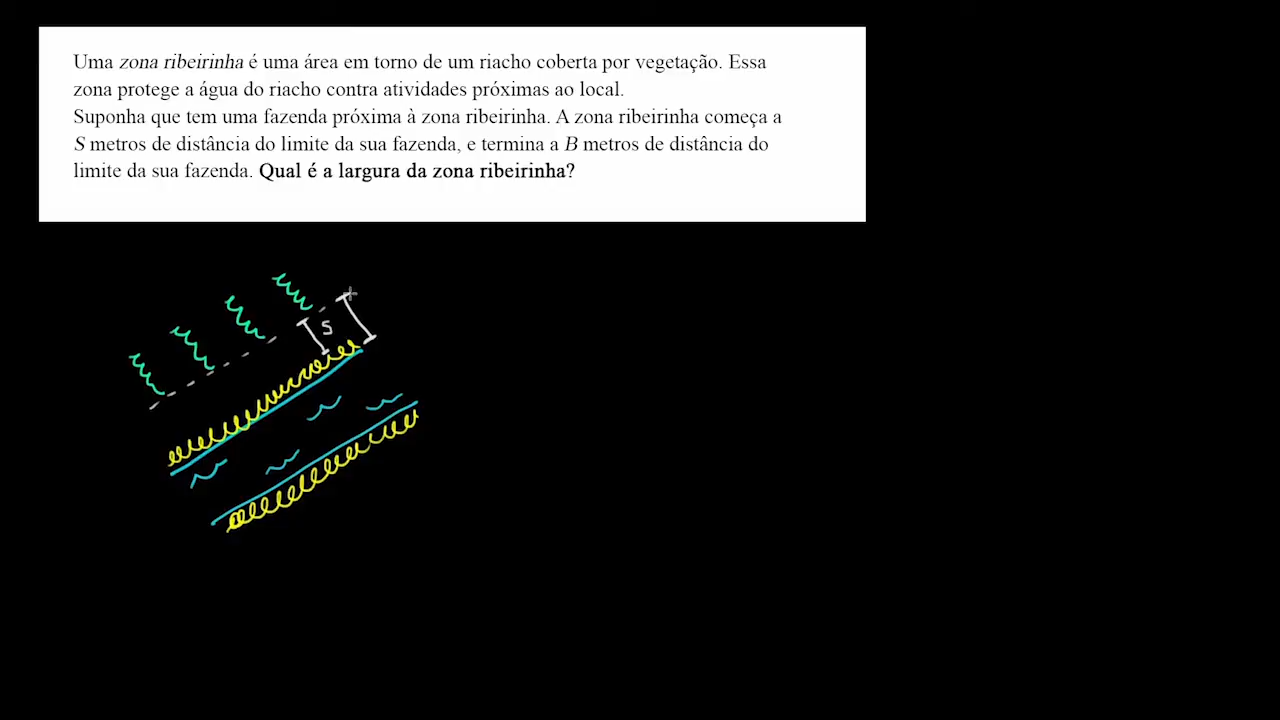 Uma zona ribeirinha é uma área em torno de um riacho coberta por vegetação. Essa
zona protege a água do riacho contra atividades próximas ao local.
Suponha que tem uma fazenda próxima à zona ribeirinha. A zona ribeirinha começa a
S metros de distância do limite da sua fazenda, e termina a B metros de distância do
limite da sua fazenda. Qual é a largura da zona ribeirinha?
S